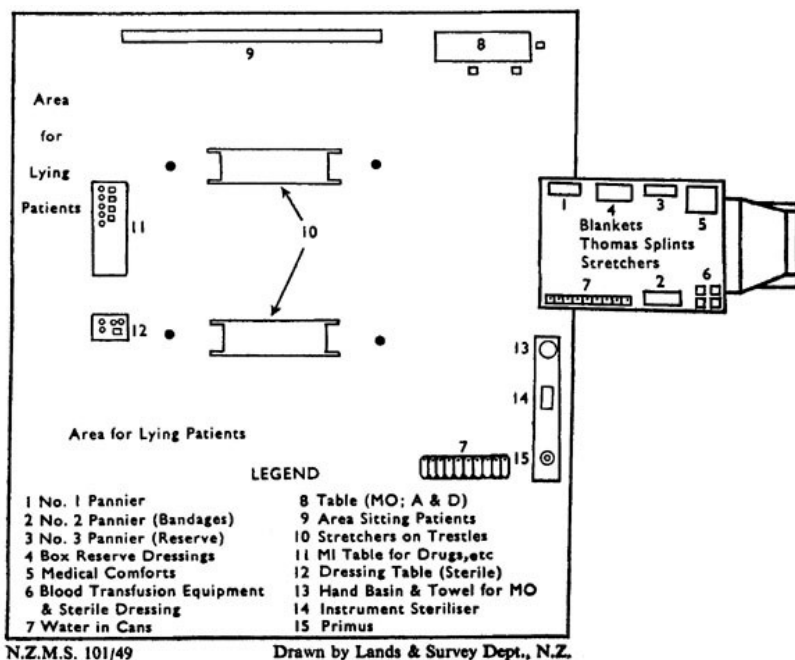 9
8
Area
for
Lying
Patients
11
10
12
1
4
3
5
Blankets
Thomas Splints
Stretchers
6
7
2
13
14
15
7
Area for Lying Patients
LEGEND
1 No. 1 Pannier
2 No. 2 Pannier (Bandages)
3 No. 3 Pannier (Reserve)
4 Box Reserve Dressings
5 Medical Comforts
6 Blood Transfusion Equipment
& Sterile Dressing
7 Water in Cans
8 Table (MO; A & D)
9 Area Sitting Patients
10 Stretchers on Trestles
11 MI Table for Drugs,etc
12 Dressing Table (Sterile)
13 Hand Basin & Towel for MO
14 Instrument Steriliser
15 Primus
N.Z.M.S. 101/49
Drawn by Lands & Survey Dept., N.Z.